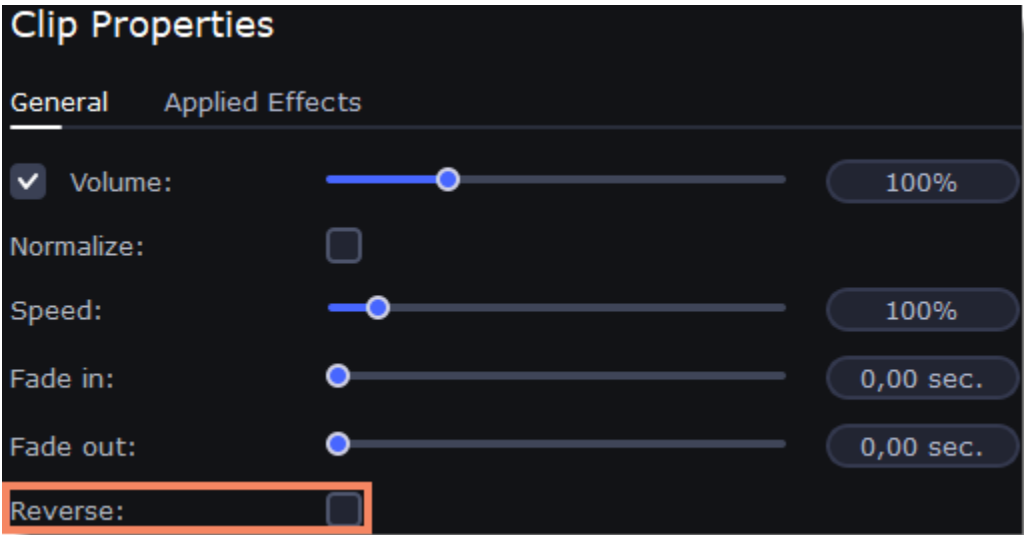 Clip Properties
General Applied Effects
Volume: 100%
Normalize:
Speed: 100%
Fade in: 0,00 sec.
Fade out: 0,00 sec.
Reverse: